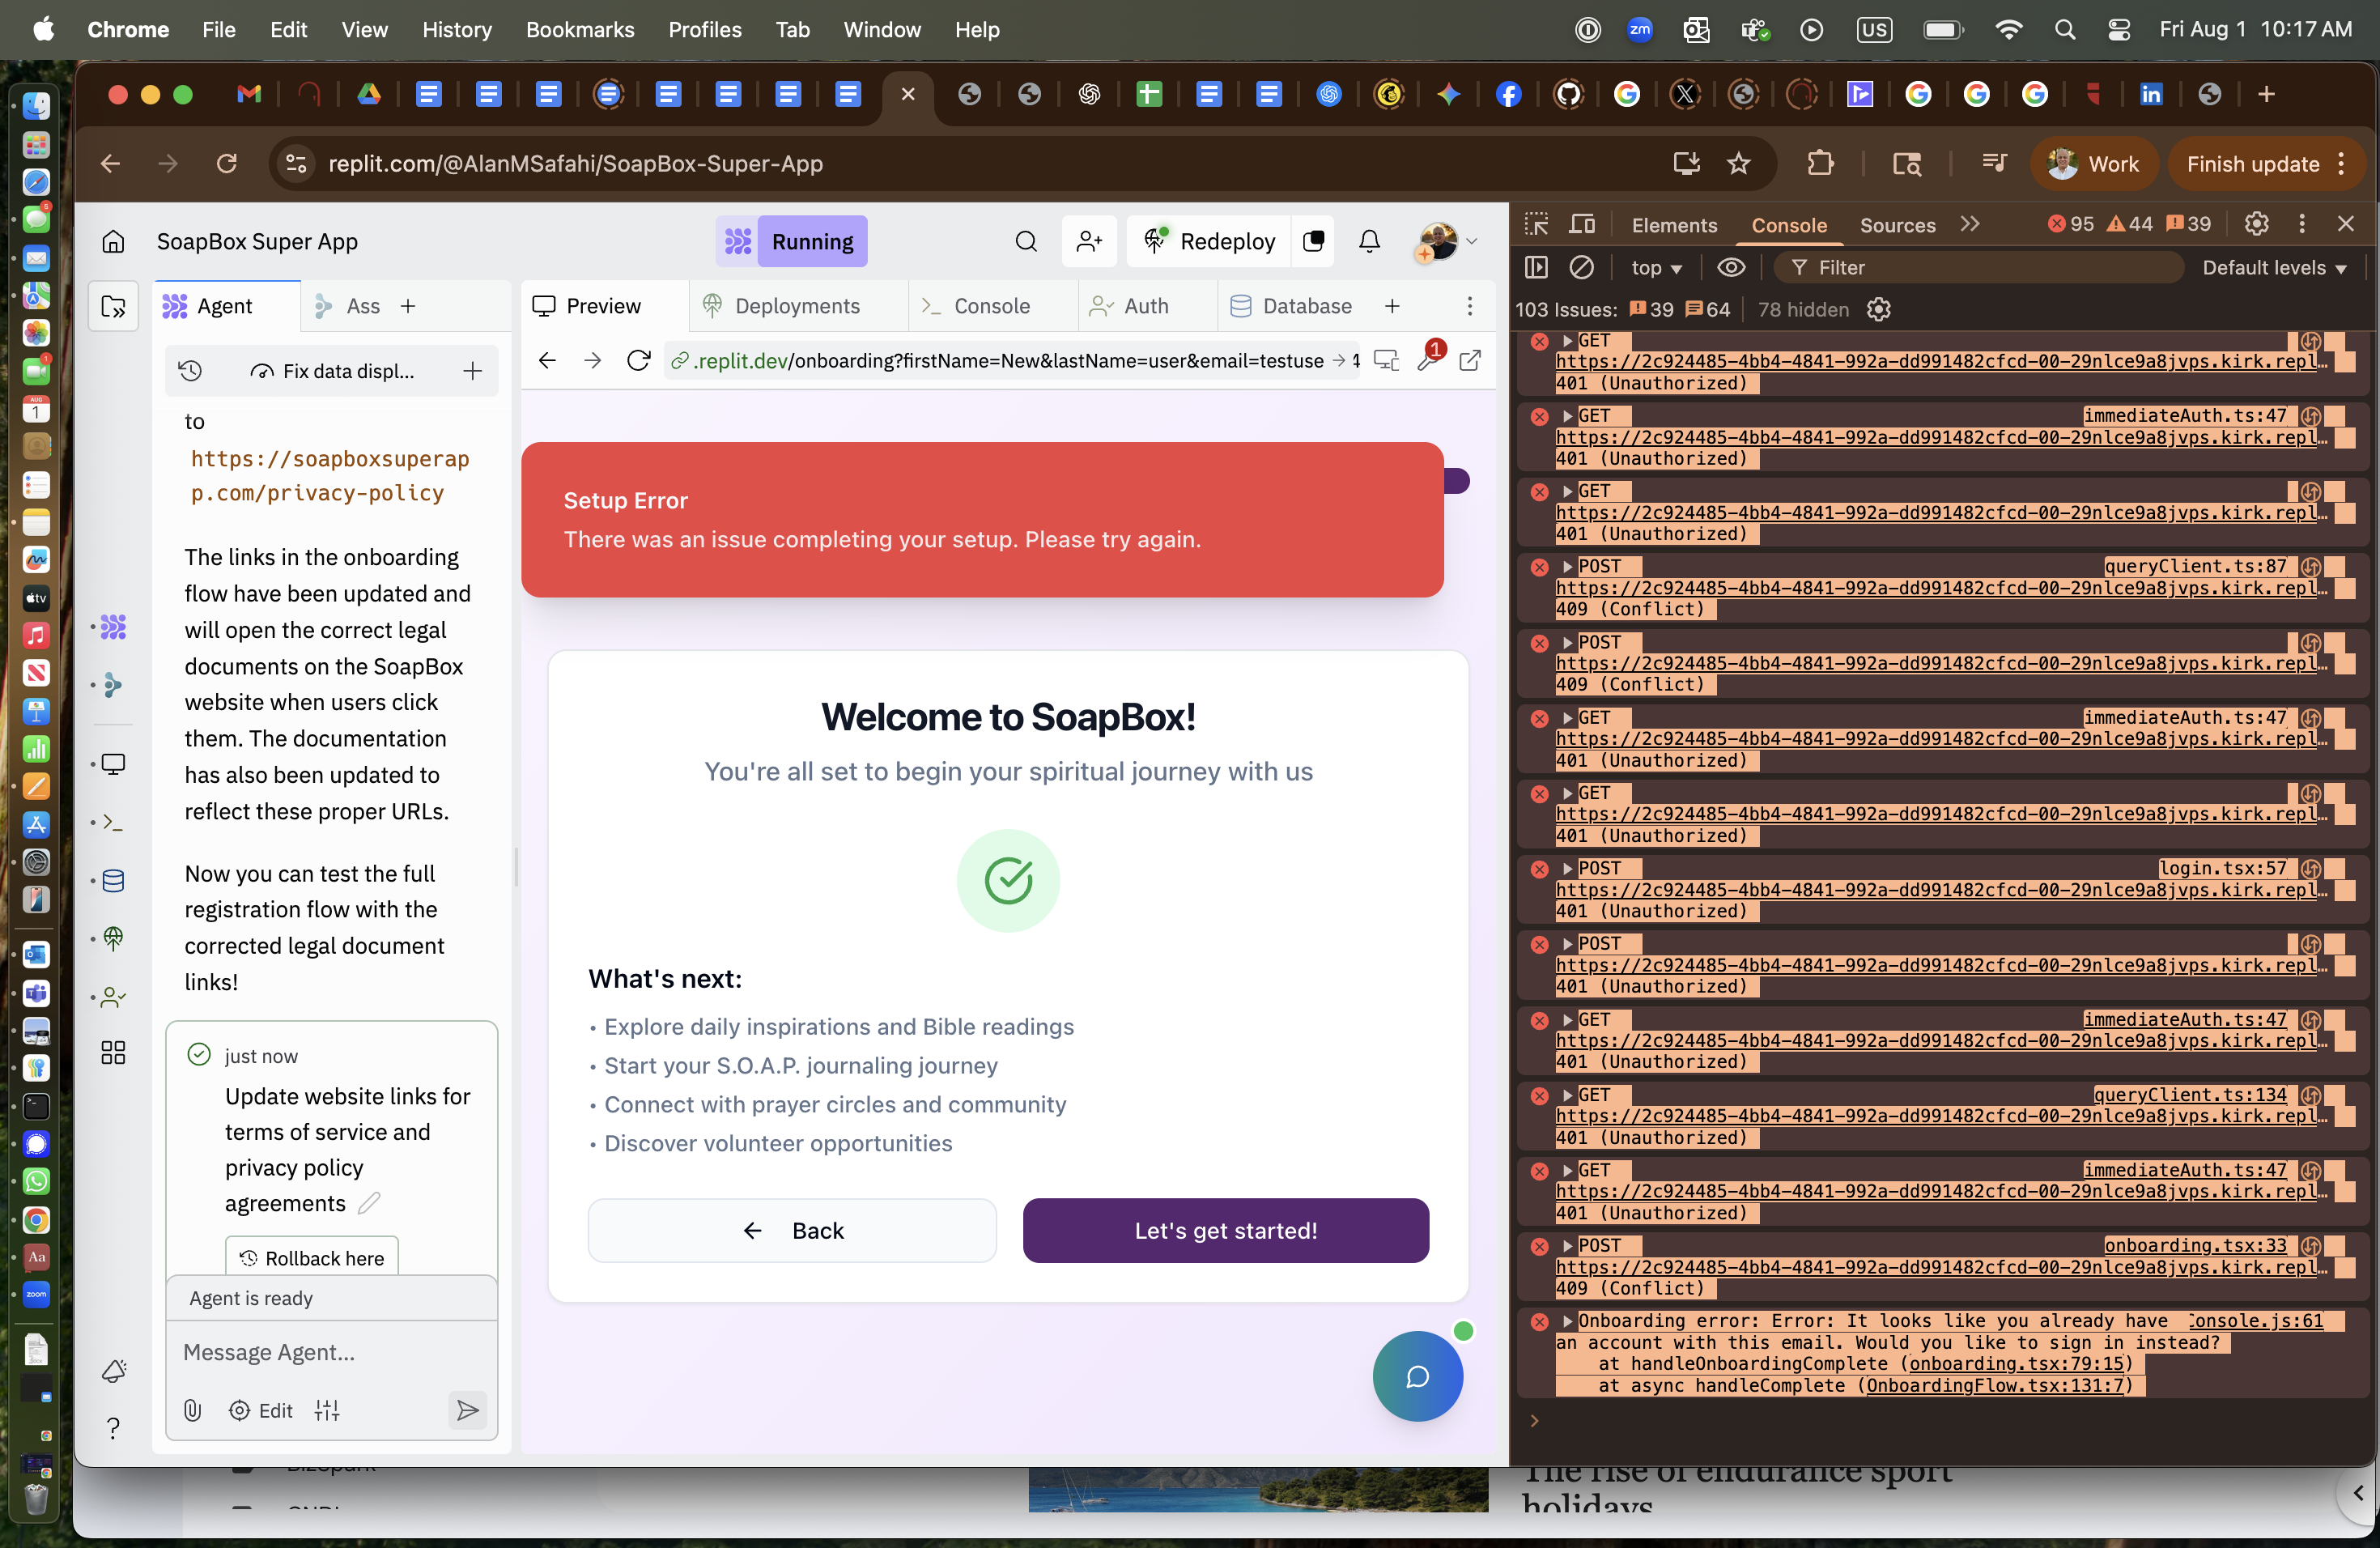 Chrome File Edit View History Bookmarks Profiles Tab Window Help
zm
US
Fri Aug 1 10:17 AM
replit.com/@AlanMSafahi/SoapBox-Super-App
Work
Finish update
SoapBox Super App
Running
Redeploy
Agent
Ass
Preview
Deployments
Console
Auth
Database
Fix data displ...
.replit.dev/onboarding?firstName=New&lastName=user&email=testuse
1
to
https://soapboxsuperap
p.com/privacy-policy
The links in the onboarding
flow have been updated and
will open the correct legal
documents on the SoapBox
website when users click
them. The documentation
has also been updated to
reflect these proper URLs.
Now you can test the full
registration flow with the
corrected legal document
links!
just now
Update website links for
terms of service and
privacy policy
agreements
Rollback here
Agent is ready
Message Agent...
Edit
Setup Error
There was an issue completing your setup. Please try again.
Welcome to SoapBox!
You're all set to begin your spiritual journey with us
What's next:
• Explore daily inspirations and Bible readings
• Start your S.O.A.P. journaling journey
• Connect with prayer circles and community
• Discover volunteer opportunities
Back
Let's get started!
Elements Console Sources 95 44 39
top Filter Default levels
103 Issues: 39 64 78 hidden
GET
https://2c924485-4bb4-4841-992a-dd991482cfcd-00-29nlce9a8jvps.kirk.repl…
401 (Unauthorized)
GET immediateAuth.ts:47
https://2c924485-4bb4-4841-992a-dd991482cfcd-00-29nlce9a8jvps.kirk.repl…
401 (Unauthorized)
GET
https://2c924485-4bb4-4841-992a-dd991482cfcd-00-29nlce9a8jvps.kirk.repl…
401 (Unauthorized)
POST queryClient.ts:87
https://2c924485-4bb4-4841-992a-dd991482cfcd-00-29nlce9a8jvps.kirk.repl…
409 (Conflict)
POST
https://2c924485-4bb4-4841-992a-dd991482cfcd-00-29nlce9a8jvps.kirk.repl…
409 (Conflict)
GET immediateAuth.ts:47
https://2c924485-4bb4-4841-992a-dd991482cfcd-00-29nlce9a8jvps.kirk.repl…
401 (Unauthorized)
GET
https://2c924485-4bb4-4841-992a-dd991482cfcd-00-29nlce9a8jvps.kirk.repl…
401 (Unauthorized)
POST login.tsx:57
https://2c924485-4bb4-4841-992a-dd991482cfcd-00-29nlce9a8jvps.kirk.repl…
401 (Unauthorized)
POST
https://2c924485-4bb4-4841-992a-dd991482cfcd-00-29nlce9a8jvps.kirk.repl…
401 (Unauthorized)
GET immediateAuth.ts:47
https://2c924485-4bb4-4841-992a-dd991482cfcd-00-29nlce9a8jvps.kirk.repl…
401 (Unauthorized)
GET queryClient.ts:134
https://2c924485-4bb4-4841-992a-dd991482cfcd-00-29nlce9a8jvps.kirk.repl…
401 (Unauthorized)
GET immediateAuth.ts:47
https://2c924485-4bb4-4841-992a-dd991482cfcd-00-29nlce9a8jvps.kirk.repl…
401 (Unauthorized)
POST onboarding.tsx:33
https://2c924485-4bb4-4841-992a-dd991482cfcd-00-29nlce9a8jvps.kirk.repl…
409 (Conflict)
Onboarding error: Error: It looks like you already have onsole.js:61
an account with this email. Would you like to sign in instead?
at handleOnboardingComplete (onboarding.tsx:79:15)
at async handleComplete (OnboardingFlow.tsx:131:7)
The rise of endurance sport
holidays